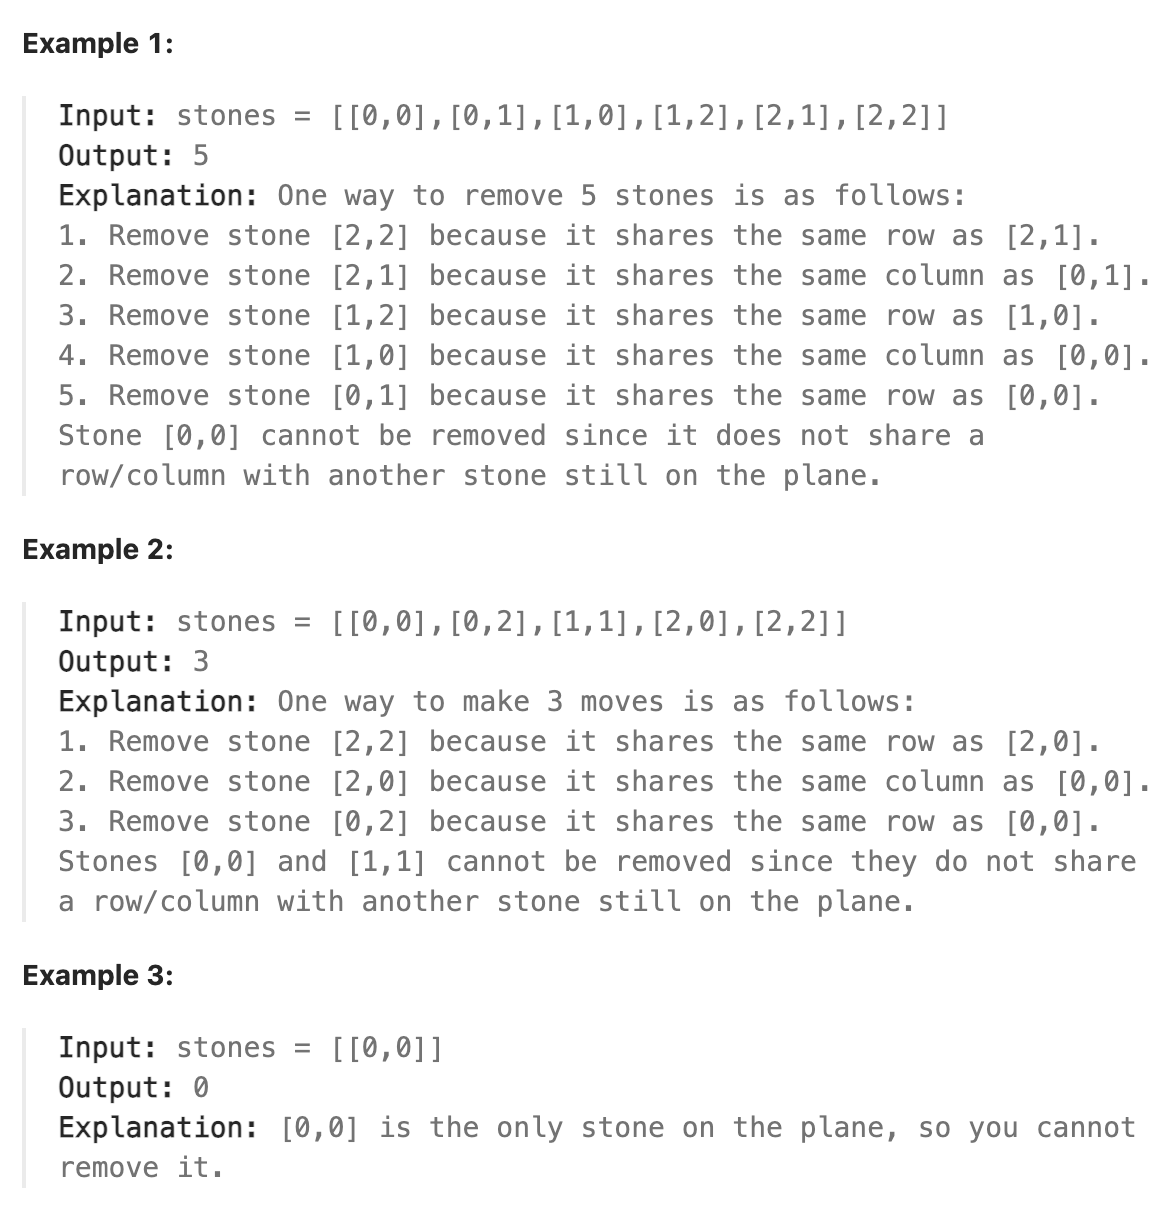 Example 1:
Input: stones = [[0,0],[0,1],[1,0],[1,2],[2,1],[2,2]]
Output: 5
Explanation: One way to remove 5 stones is as follows:
1. Remove stone [2,2] because it shares the same row as [2,1].
2. Remove stone [2,1] because it shares the same column as [0,1].
3. Remove stone [1,2] because it shares the same row as [1,0].
4. Remove stone [1,0] because it shares the same column as [0,0].
5. Remove stone [0,1] because it shares the same row as [0,0].
Stone [0,0] cannot be removed since it does not share a
row/column with another stone still on the plane.
Example 2:
Input: stones = [[0,0],[0,2],[1,1],[2,0],[2,2]]
Output: 3
Explanation: One way to make 3 moves is as follows:
1. Remove stone [2,2] because it shares the same row as [2,0].
2. Remove stone [2,0] because it shares the same column as [0,0].
3. Remove stone [0,2] because it shares the same row as [0,0].
Stones [0,0] and [1,1] cannot be removed since they do not share
a row/column with another stone still on the plane.
Example 3:
Input: stones = [[0,0]]
Output: 0
Explanation: [0,0] is the only stone on the plane, so you cannot
remove it.